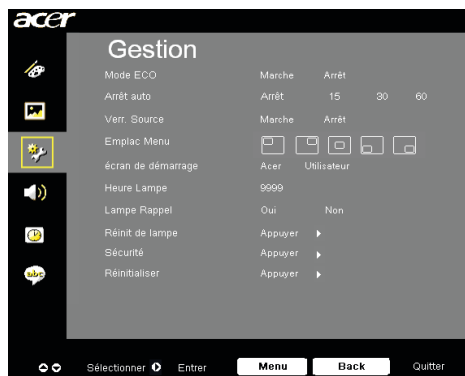 acer
Gestion
Mode ECO Marche Arrêt
Arrêt auto Arrêt 15 30 60
Verr. Source Marche Arrêt
Emplac Menu
écran de démarrage Acer Utilisateur
Heure Lampe 9999
Lampe Rappel Oui Non
Réinit de lampe Appuyer
Sécurité Appuyer
Réinitialiser Appuyer
abc
Sélectionner Entrer Menu Back Quitter